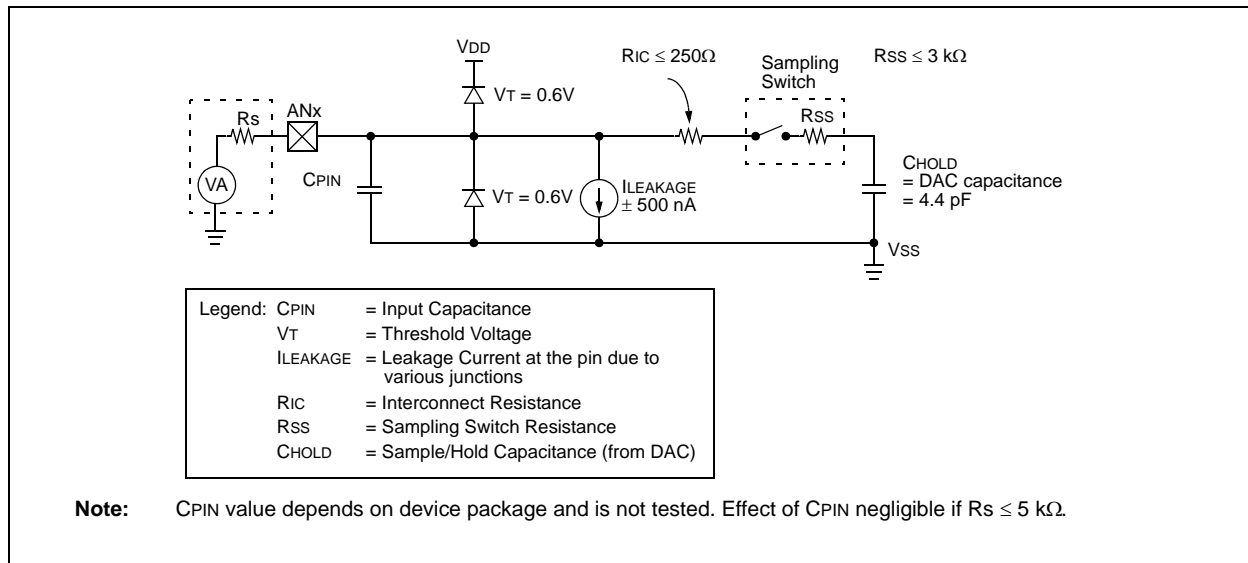 VDD
RIC ≤ 250Ω
Sampling
Switch
RSS ≤ 3 kΩ
VT = 0.6V
Rs
ANx
RSS
VA
CPIN
VT = 0.6V
ILEAKAGE
± 500 nA
CHOLD
= DAC capacitance
= 4.4 pF
VSS
Legend: CPIN = Input Capacitance
VT = Threshold Voltage
ILEAKAGE = Leakage Current at the pin due to
various junctions
RIC = Interconnect Resistance
RSS = Sampling Switch Resistance
CHOLD = Sample/Hold Capacitance (from DAC)
Note: CPIN value depends on device package and is not tested. Effect of CPIN negligible if Rs ≤ 5 kΩ.